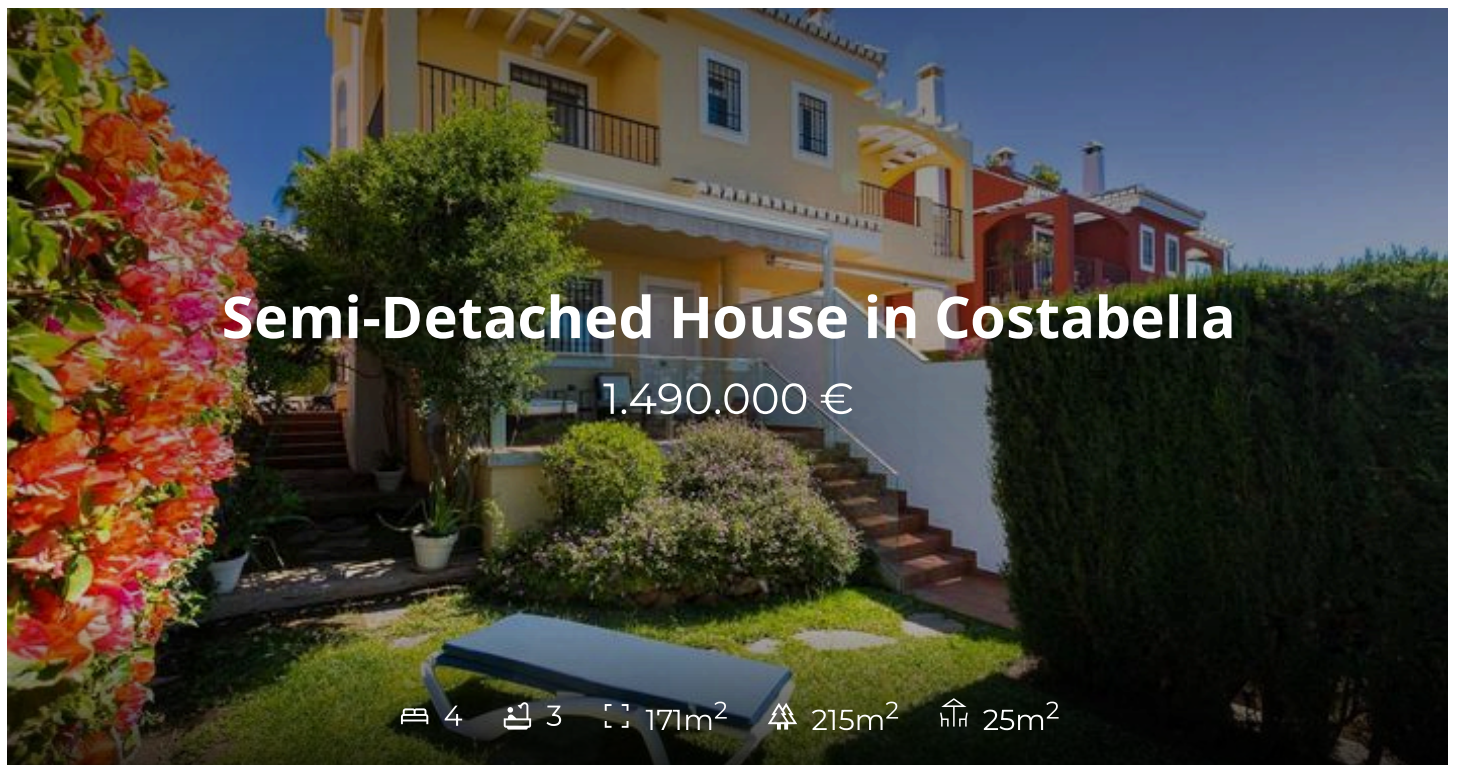 Semi-Detached House in Costabella
1.490.000 €
4 3 171m² 215m² 25m²